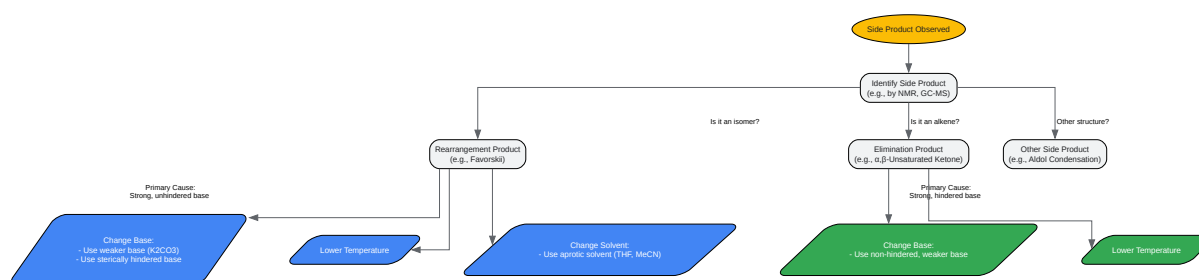 Side Product Observed
Identify Side Product
(e.g., by NMR, GC-MS)
Is it an isomer?
Is it an alkene?
Other structure?
Rearrangement Product
(e.g., Favorskii)
Elimination Product
(e.g., α,β-Unsaturated Ketone)
Other Side Product
(e.g., Aldol Condensation)
Primary Cause:
Strong, unhindered base
Primary Cause:
Strong, hindered base
Change Base:
- Use weaker base (K2CO3)
- Use sterically hindered base
Lower Temperature
Change Solvent:
- Use aprotic solvent (THF, MeCN)
Change Base:
- Use non-hindered, weaker base
Lower Temperature